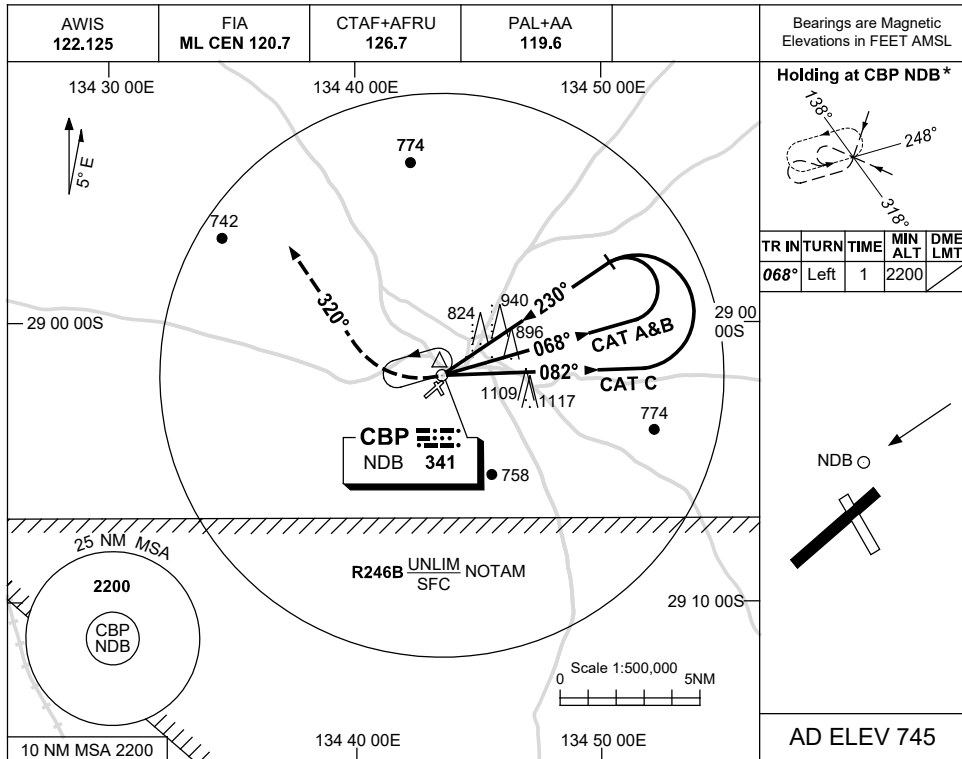 AWIS
122.125
FIA
ML CEN 120.7
CTAF+AFRU
126.7
PAL+AA
119.6
Bearings are Magnetic
Elevations in FEET AMSL
134 30 00E
134 40 00E
134 50 00E
Holding at CBP NDB*
138°
248°
318°
5° E
774
742
TR IN
TURN
TIME
MIN
ALT
DME
LMT
068°
Left
1
2200
320°
824
940
896
230°
068°
CAT A&B
082°
CAT C
29 00 00S
29 00
00S
1109
1117
774
CBP
NDB 341
758
NDB
25 NM MSA
2200
CBP
NDB
R246B UNLIM
SFC
NOTAM
29 10 00S
Scale 1:500,000
0
5NM
10 NM MSA 2200
134 40 00E
134 50 00E
AD ELEV 745